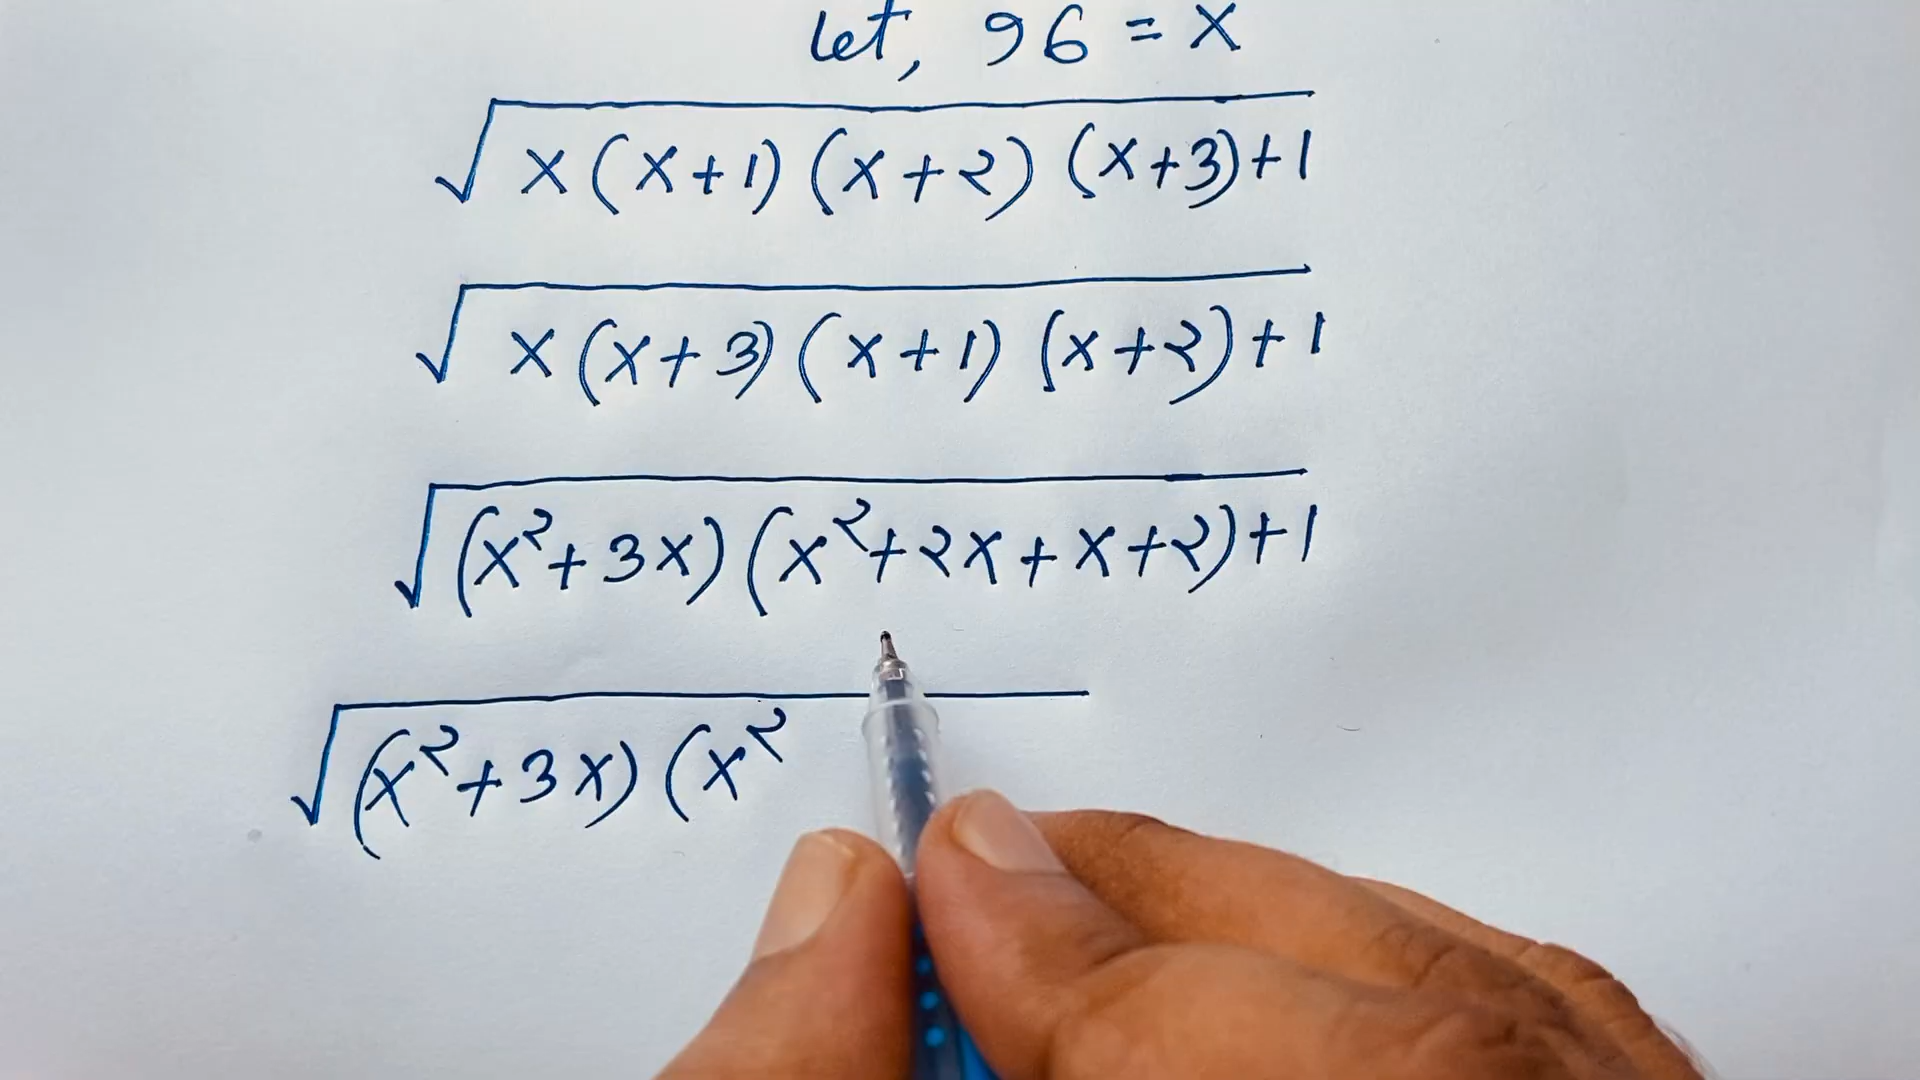 let, 96 = x
√x(x+1)(x+2)(x+3)+1
√x(x+3)(x+1)(x+2)+1
√(x²+3x)(x²+2x+x+2)+1
√(x²+3x)(x²